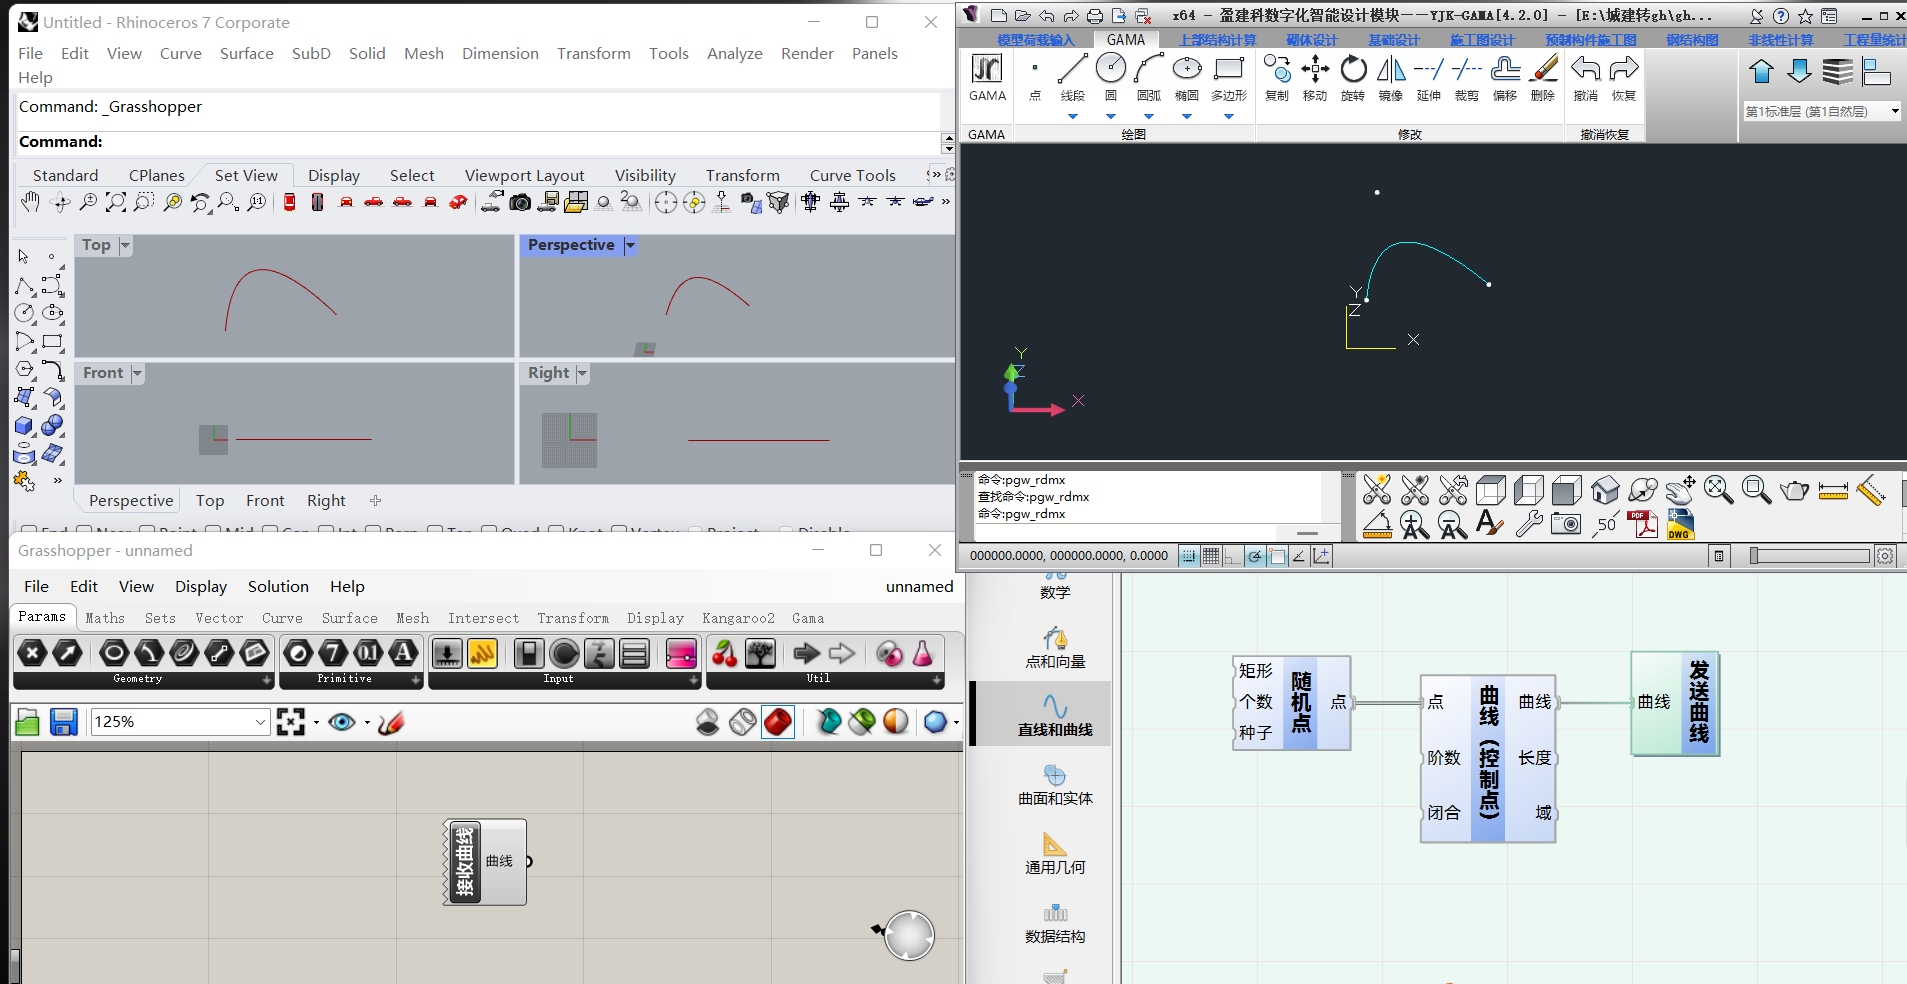 Untitled - Rhinoceros 7 Corporate
File Edit View Curve Surface SubD Solid Mesh Dimension Transform Tools Analyze Render Panels
Help
Command: _Grasshopper
Command:
Standard CPlanes Set View Display Select Viewport Layout Visibility Transform Curve Tools
Top
Perspective
Front
Right
Perspective Top Front Right
Grasshopper - unnamed
File Edit View Display Solution Help unnamed
Params Maths Sets Vector Curve Surface Mesh Intersect Transform Display Kangaroo2 Gama
Geometry Primitive Input Util
125%
接收曲线
曲线
x64 - 盈建科数字化智能设计模块——YJK-GAMA[4.2.0] - [E:\城建转gh\gh...
模型荷载输入 GAMA 上部结构计算 砌体设计 基础设计 施工图设计 预制构件施工图 钢结构图 非线性计算 工程量统计
GAMA 点 线段 圆 圆弧 椭圆 多边形 复制 移动 旋转 镜像 延伸 裁剪 偏移 删除 撤消 恢复
第1标准层 (第1自然层)
GAMA 绘图 修改 撤消恢复
Y
Z
X
Y
Z
X
命令:pgw_rdmx
查找命令:pgw_rdmx
命令:pgw_rdmx
50
PDF
DWG
000000.0000, 000000.0000, 0.0000
数学
点和向量
直线和曲线
曲面和实体
通用几何
数据结构
矩形
个数
种子
随机点
点
点
阶数
闭合
曲线（控制点）
曲线
长度
域
曲线
发送曲线